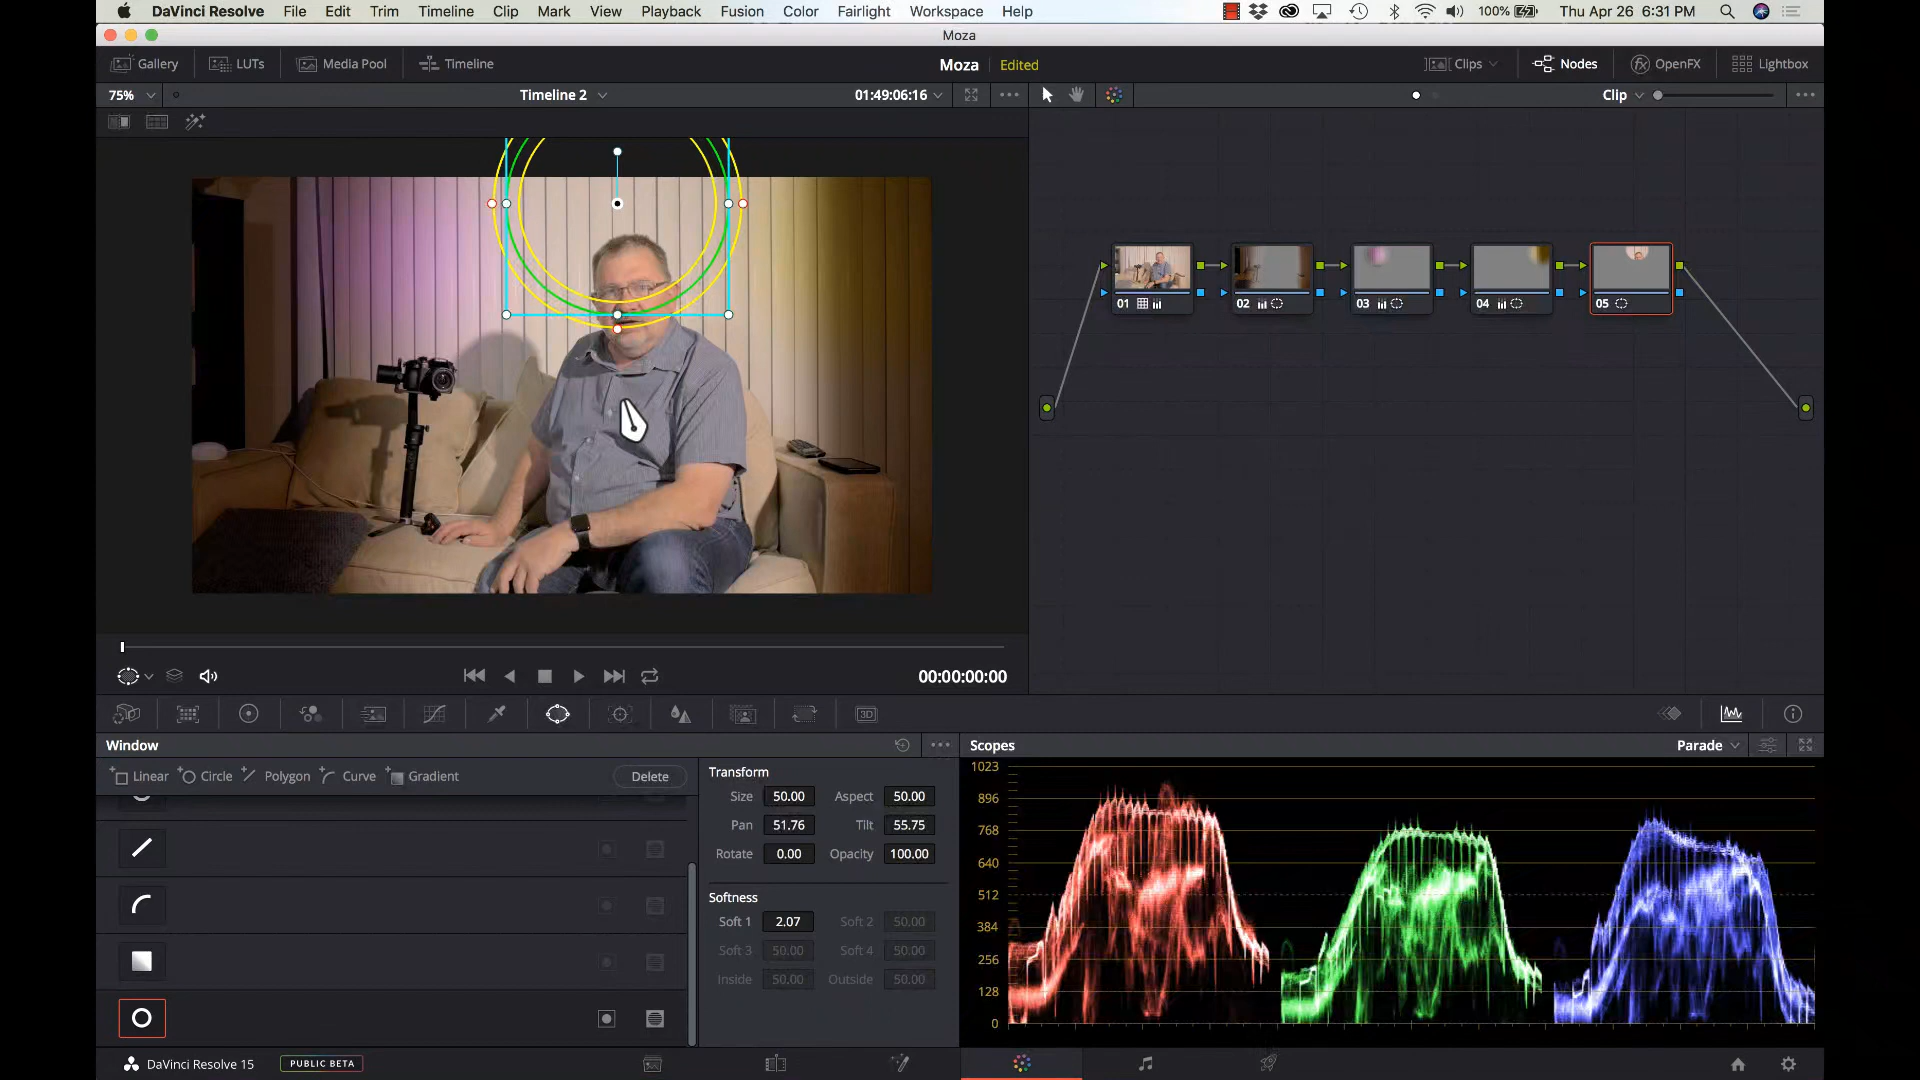 DaVinci Resolve File Edit Trim Timeline Clip Mark View Playback Fusion Color Fairlight Workspace Help 100% Thu Apr 26 6:31 PM
Moza
Gallery LUTs Media Pool Timeline Moza Edited Clips Nodes OpenFX Lightbox
75% Timeline 2 01:49:06:16 Clip
01 02 03 04 05
00:00:00:00
3D
Window Scopes Parade
Linear Circle Polygon Curve Gradient Delete
Transform
Size 50.00 Aspect 50.00
Pan 51.76 Tilt 55.75
Rotate 0.00 Opacity 100.00
Softness
Soft 1 2.07 Soft 2 50.00
Soft 3 50.00 Soft 4 50.00
Inside 50.00 Outside 50.00
1023
896
768
640
512
384
256
128
0
DaVinci Resolve 15 PUBLIC BETA